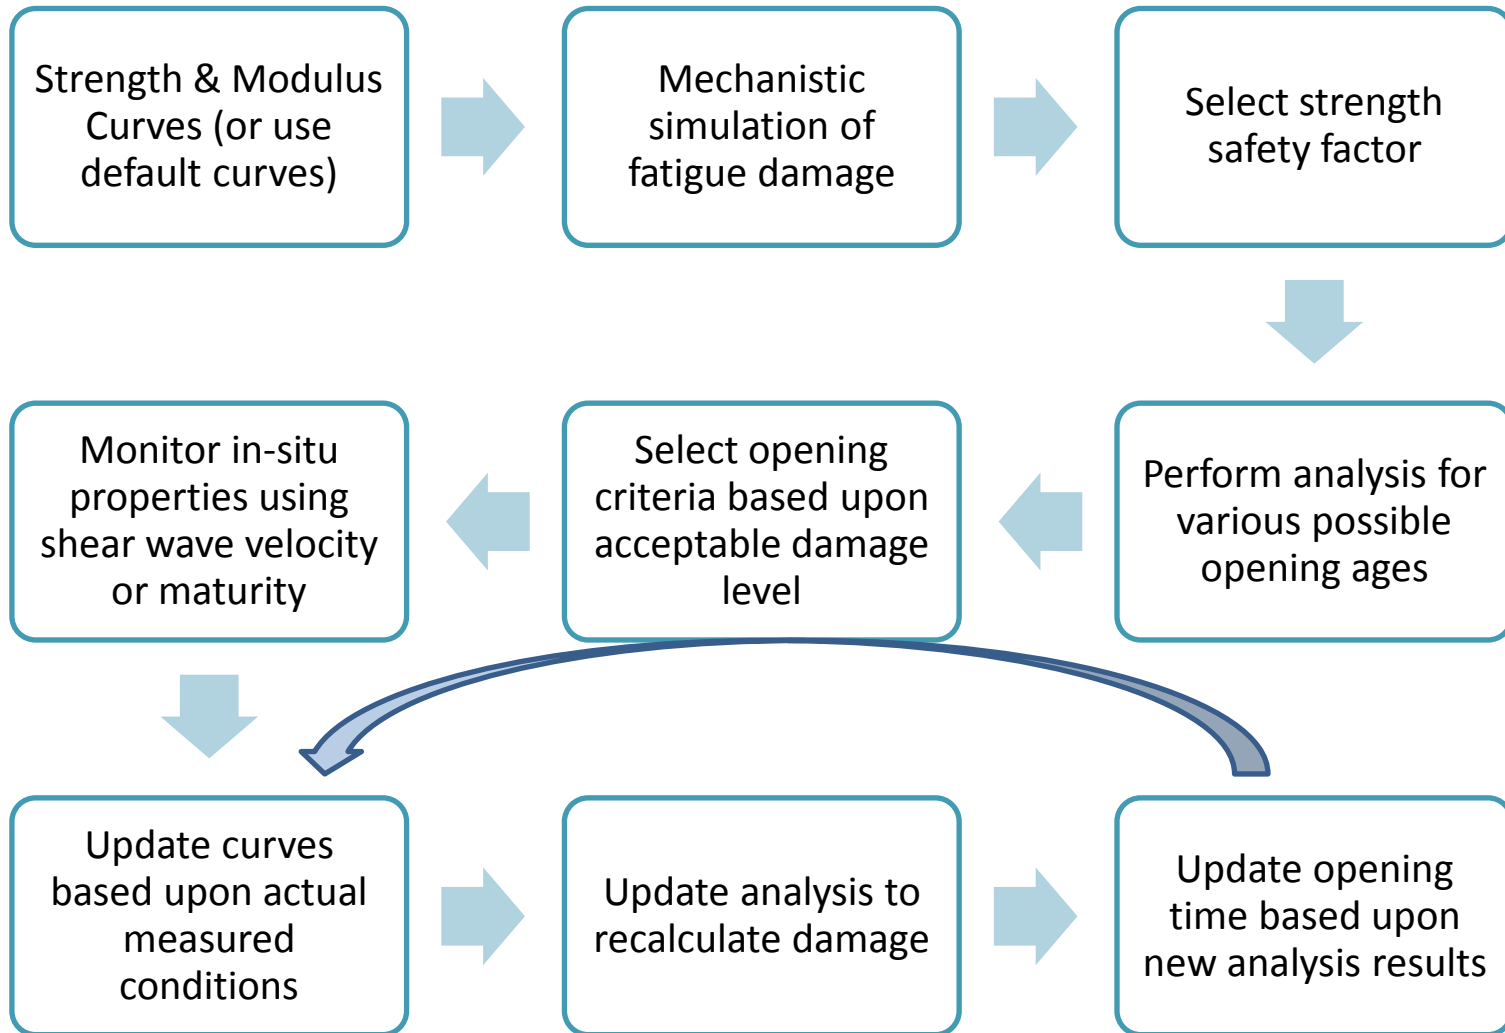 Strength & Modulus
Curves (or use
default curves)
Mechanistic
simulation of
fatigue damage
Select strength
safety factor
Perform analysis for
various possible
opening ages
Select opening
criteria based upon
acceptable damage
level
Monitor in-situ
properties using
shear wave velocity
or maturity
Update curves
based upon actual
measured
conditions
Update analysis to
recalculate damage
Update opening
time based upon
new analysis results